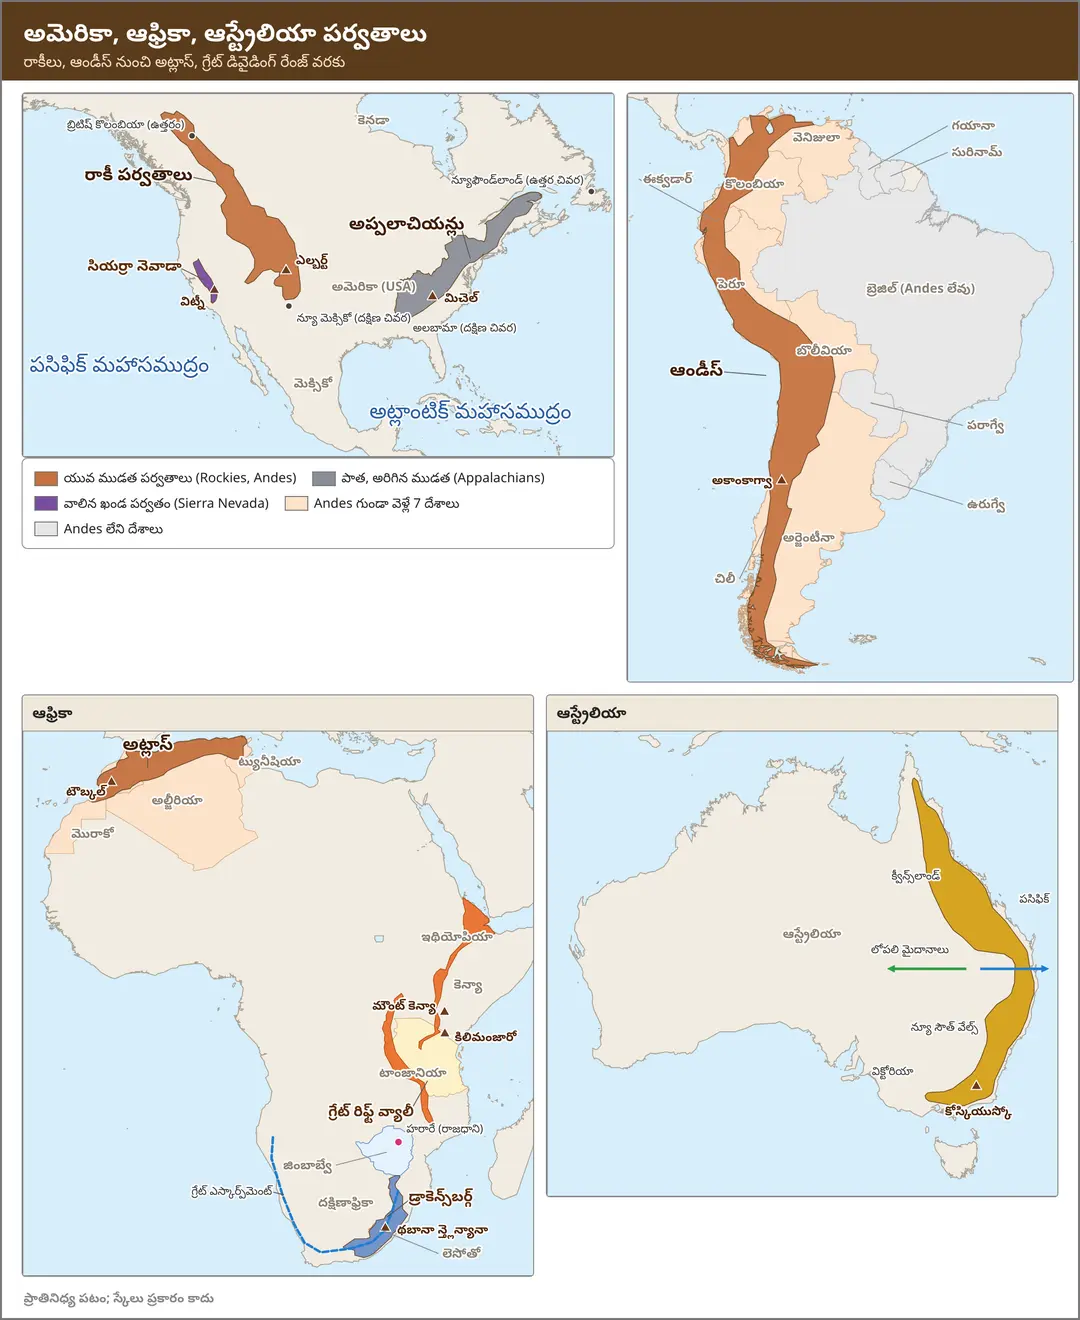 అమెరికా, ఆఫ్రికా, ఆస్ట్రేలియా పర్వతాలు
రాకీలు, ఆండీస్ నుంచి అట్లాస్, గ్రేట్ డివైడింగ్ రేంజ్ వరకు
బ్రిటిష్ కొలంబియా (ఉత్తరం)
కెనడా
రాకీ పర్వతాలు
న్యూఫౌండ్‌లాండ్ (ఉత్తర చివర)
అప్పలాచియన్లు
సియర్రా నెవాడా
ఎల్బర్ట్
అమెరికా (USA)
విట్నీ
మిచెల్
న్యూ మెక్సికో (దక్షిణ చివర)
అలబామా (దక్షిణ చివర)
పసిఫిక్ మహాసముద్రం
మెక్సికో
అట్లాంటిక్ మహాసముద్రం
యువ ముడత పర్వతాలు (Rockies, Andes)
పాత, అరిగిన ముడత (Appalachians)
వాలిన ఖండ పర్వతం (Sierra Nevada)
Andes గుండా వెళ్లే 7 దేశాలు
Andes లేని దేశాలు
గయానా
వెనిజులా
సురినామ్
ఈక్వడార్
కొలంబియా
పెరూ
బ్రెజిల్ (Andes లేవు)
బొలీవియా
ఆండీస్
పరాగ్వే
అకాంకాగ్వా
ఉరుగ్వే
అర్జెంటీనా
చిలీ
ఆఫ్రికా
అట్లాస్
ట్యునీషియా
టౌబ్కల్
అల్జీరియా
మొరాకో
ఇథియోపియా
కెన్యా
మౌంట్ కెన్యా
కిలిమంజారో
టాంజానియా
గ్రేట్ రిఫ్ట్ వ్యాలీ
హరారే (రాజధాని)
జింబాబ్వే
గ్రేట్ ఎస్కార్ప్‌మెంట్
దక్షిణాఫ్రికా
డ్రాకెన్స్‌బర్గ్
థబానా న్ట్లెన్యానా
లెసోతో
ఆస్ట్రేలియా
క్వీన్స్‌లాండ్
పసిఫిక్
ఆస్ట్రేలియా
లోపలి మైదానాలు
న్యూ సౌత్ వేల్స్
విక్టోరియా
కోస్కియుస్కో
ప్రాతినిధ్య పటం; స్కేలు ప్రకారం కాదు